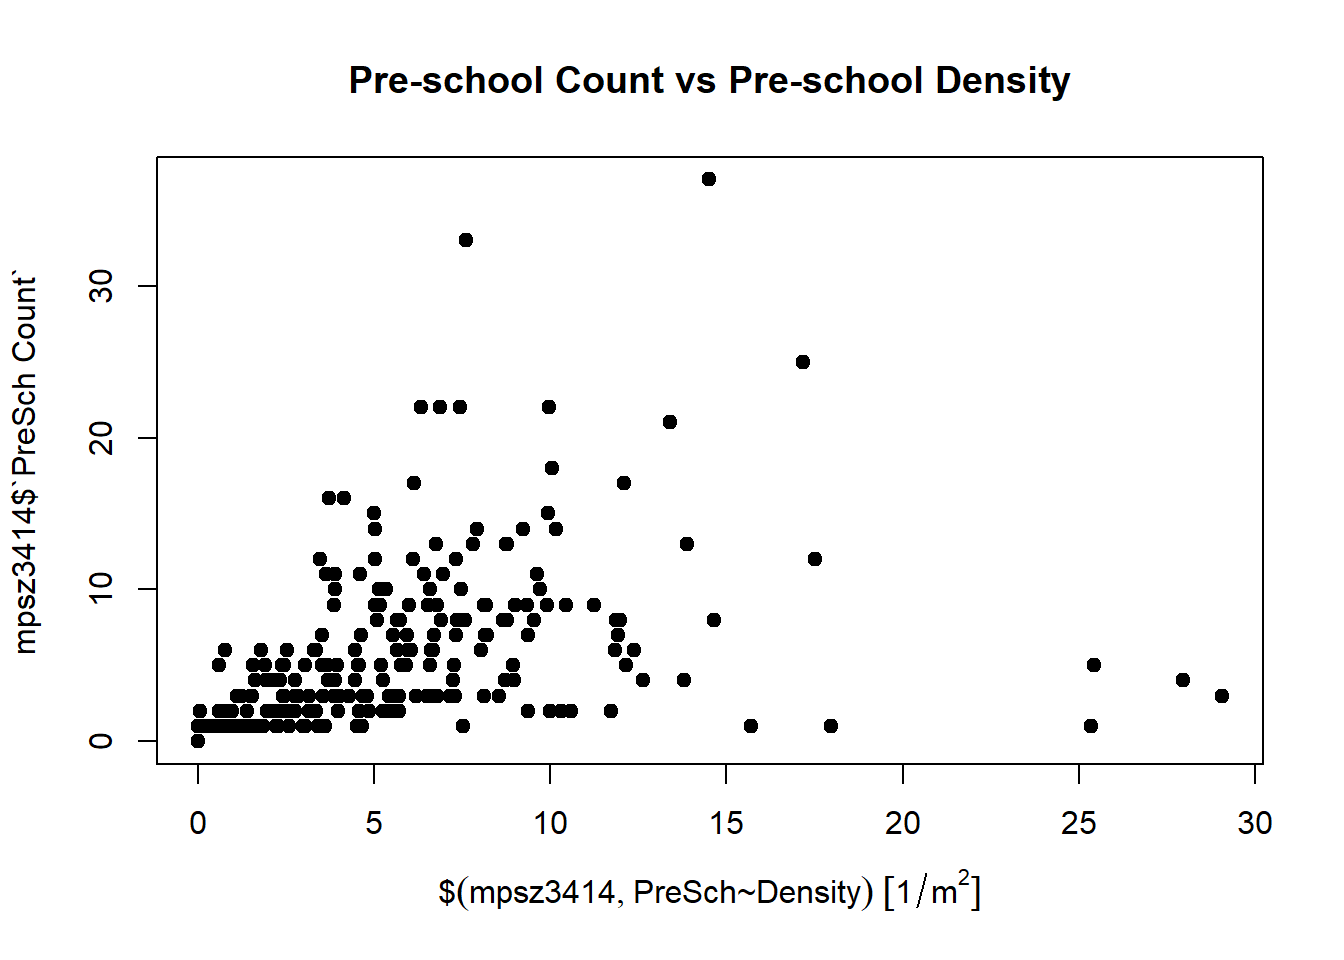 Pre-school Count vs Pre-school Density
mpsz3414$`PreSch Count`
30
20
10
0
0 5 10 15 20 25 30
$(mpsz3414, PreSch~Density) [1/m²]